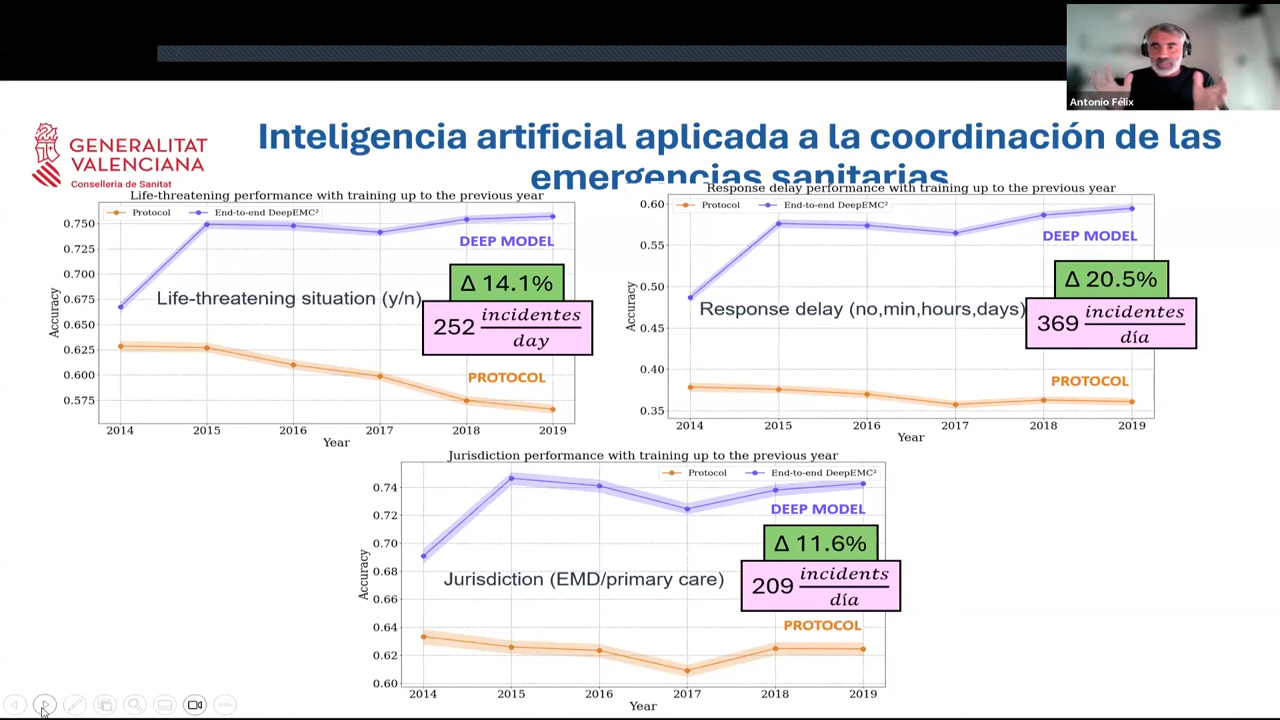 Antonio Félix
GENERALITAT
VALENCIANA
Conselleria de Sanitat
Inteligencia artificial aplicada a la coordinación de las
emergencias sanitarias
Life-threatening performance with training up to the previous year
Protocol
End-to-end DeepEMC²
0.750
0.725
0.700
0.675
0.650
0.625
0.600
0.575
Accuracy
DEEP MODEL
Δ 14.1%
Life-threatening situation (y/n)
252 incidentes
day
PROTOCOL
2014 2015 2016 2017 2018 2019
Year
Response delay performance with training up to the previous year
Protocol
End-to-end DeepEMC²
0.60
0.55
0.50
0.45
0.40
0.35
Accuracy
DEEP MODEL
Δ 20.5%
Response delay (no,min,hours,days)
369 incidentes
día
PROTOCOL
2014 2015 2016 2017 2018 2019
Year
Jurisdiction performance with training up to the previous year
Protocol
End-to-end DeepEMC²
0.74
0.72
0.70
0.68
0.66
0.64
0.62
0.60
Accuracy
DEEP MODEL
Δ 11.6%
Jurisdiction (EMD/primary care)
209 incidents
día
PROTOCOL
2014 2015 2016 2017 2018 2019
Year